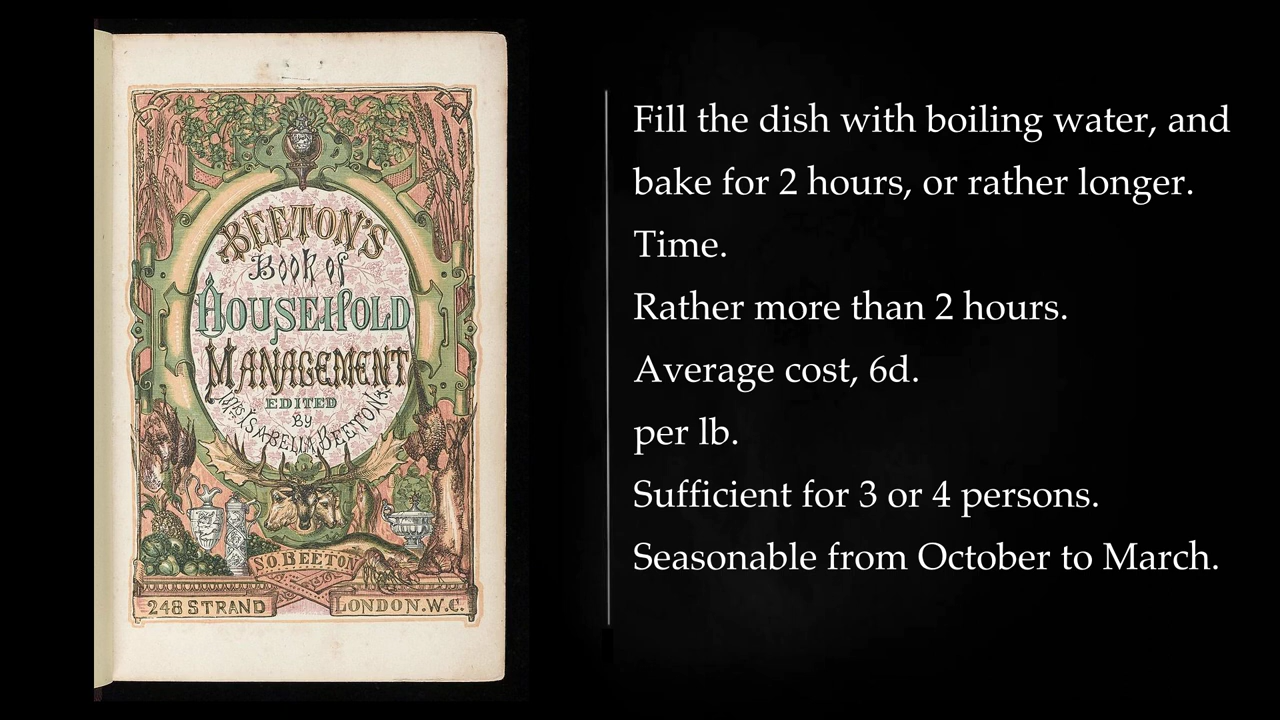 BEETON'S
Book of
HOUSEHOLD
MANAGEMENT
EDITED
By
MRS ISABELLA BEETON
S.O. BEETON
248 STRAND
LONDON. W.C.
Fill the dish with boiling water, and
bake for 2 hours, or rather longer.
Time.
Rather more than 2 hours.
Average cost, 6d.
per lb.
Sufficient for 3 or 4 persons.
Seasonable from October to March.